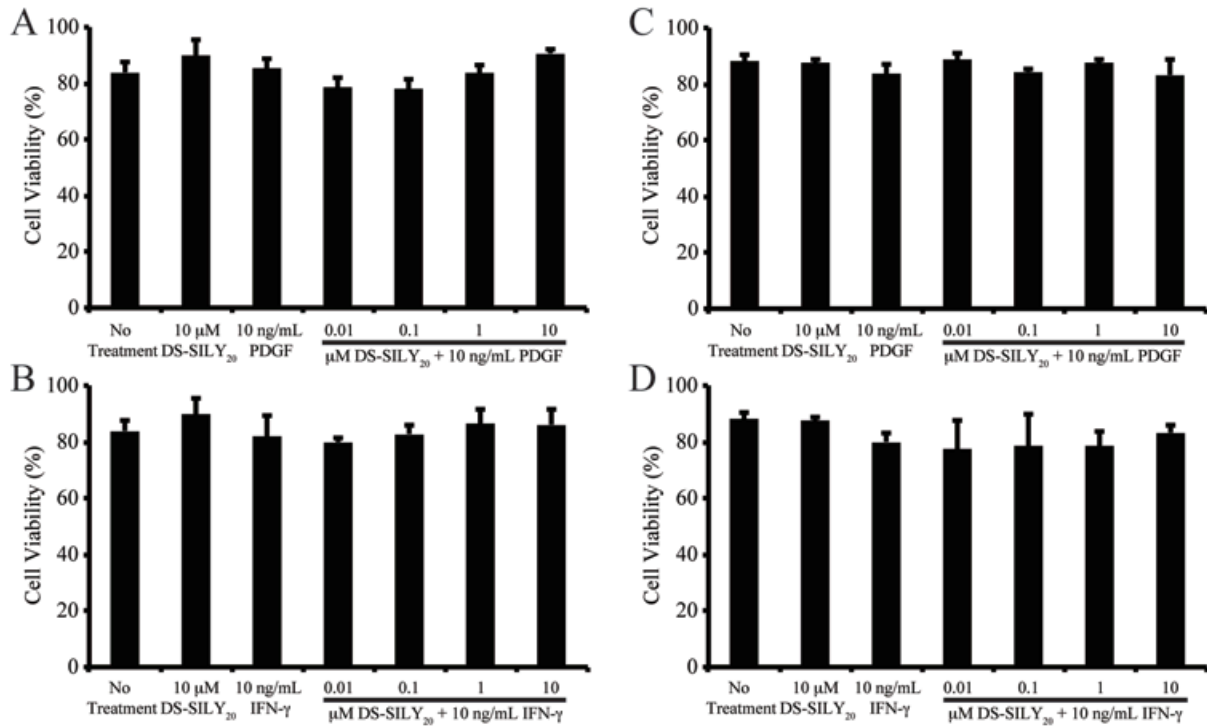 A
Cell Viability (%)
100
80
60
40
20
0
No
Treatment
10 μM
DS-SILY₂₀
10 ng/mL
PDGF
0.01 0.1 1 10
μM DS-SILY₂₀ + 10 ng/mL PDGF
B
Cell Viability (%)
100
80
60
40
20
0
No
Treatment
10 μM
DS-SILY₂₀
10 ng/mL
IFN-γ
0.01 0.1 1 10
μM DS-SILY₂₀ + 10 ng/mL IFN-γ
C
Cell Viability (%)
100
80
60
40
20
0
No
Treatment
10 μM
DS-SILY₂₀
10 ng/mL
PDGF
0.01 0.1 1 10
μM DS-SILY₂₀ + 10 ng/mL PDGF
D
Cell Viability (%)
100
80
60
40
20
0
No
Treatment
10 μM
DS-SILY₂₀
10 ng/mL
IFN-γ
0.01 0.1 1 10
μM DS-SILY₂₀ + 10 ng/mL IFN-γ